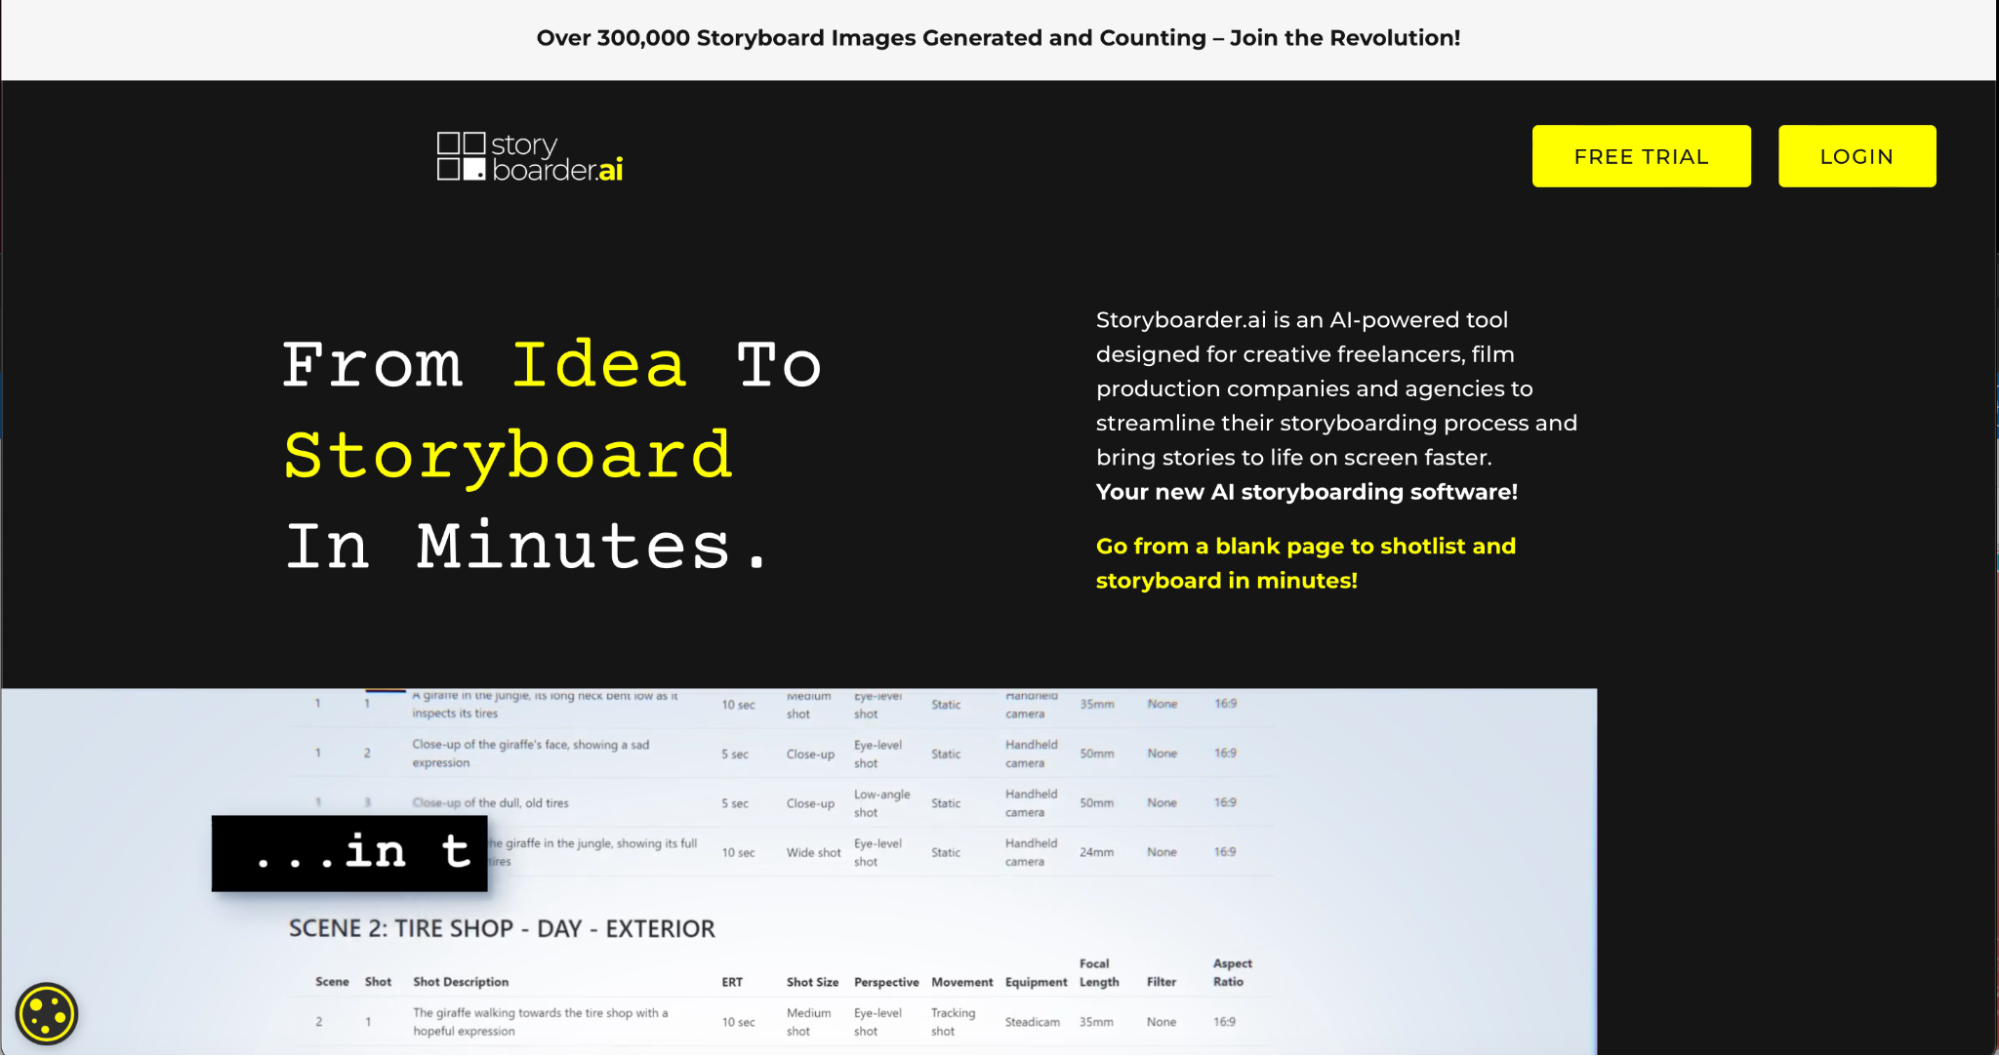 Over 300,000 Storyboard Images Generated and Counting – Join the Revolution!
story
boarder.ai
FREE TRIAL
LOGIN
From Idea To
Storyboard
In Minutes.
Storyboarder.ai is an AI-powered tool
designed for creative freelancers, film
production companies and agencies to
streamline their storyboarding process and
bring stories to life on screen faster.
Your new AI storyboarding software!
Go from a blank page to shotlist and
storyboard in minutes!
1 1 A giraffe in the jungle, its long neck bent low as it inspects its tires 10 sec Medium shot Eye-level shot Static Handheld camera 35mm None 16:9
1 2 Close-up of the giraffe's face, showing a sad expression 5 sec Close-up Eye-level shot Static Handheld camera 50mm None 16:9
1 3 Close-up of the dull, old tires 5 sec Close-up Low-angle shot Static Handheld camera 50mm None 16:9
he giraffe in the jungle, showing its full tires 10 sec Wide shot Eye-level shot Static Handheld camera 24mm None 16:9
...in t
SCENE 2: TIRE SHOP - DAY - EXTERIOR
Scene Shot Shot Description ERT Shot Size Perspective Movement Equipment Focal Length Filter Aspect Ratio
2 1 The giraffe walking towards the tire shop with a hopeful expression 10 sec Medium shot Eye-level shot Tracking shot Steadicam 35mm None 16:9